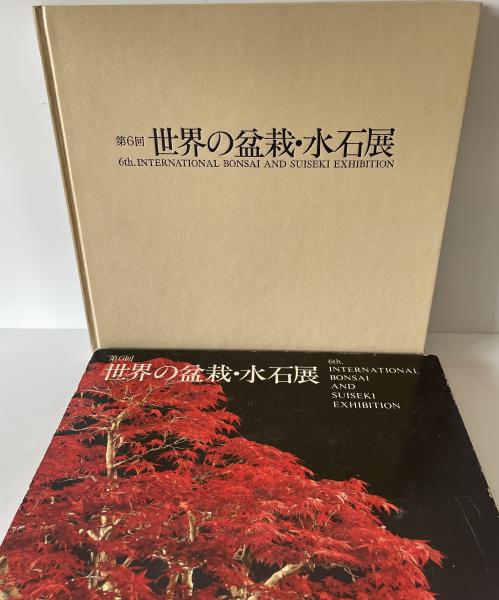 第6回 世界の盆栽・水石展
6th. INTERNATIONAL BONSAI AND SUISEKI EXHIBITION
第6回
世界の盆栽・水石展
6th.
INTERNATIONAL
BONSAI
AND
SUISEKI
EXHIBITION